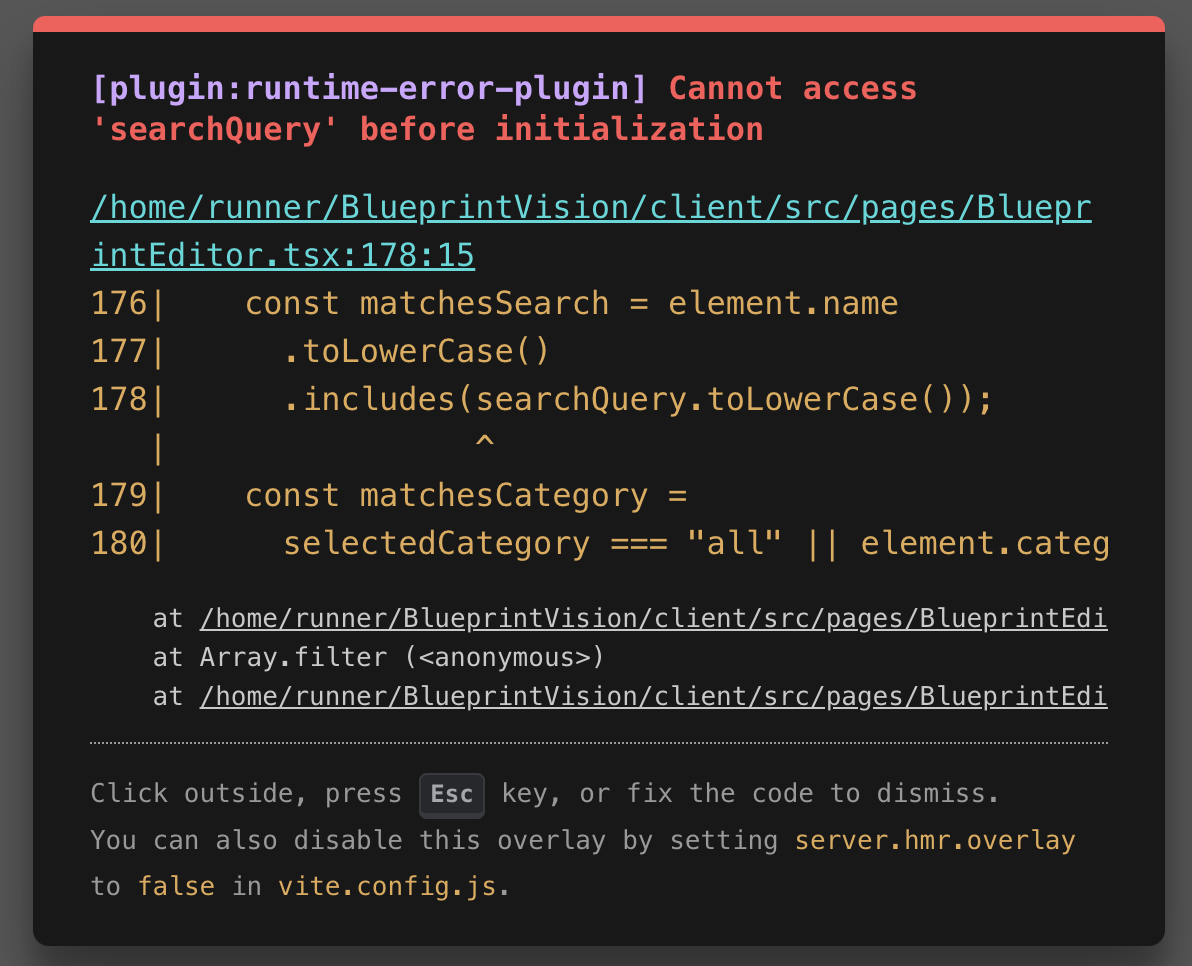 [plugin:runtime-error-plugin] Cannot access
'searchQuery' before initialization
/home/runner/BlueprintVision/client/src/pages/Bluepr
intEditor.tsx:178:15
176|    const matchesSearch = element.name
177|      .toLowerCase()
178|      .includes(searchQuery.toLowerCase());
   |                ^
179|    const matchesCategory =
180|      selectedCategory === "all" || element.categ
at /home/runner/BlueprintVision/client/src/pages/BlueprintEdi
at Array.filter (<anonymous>)
at /home/runner/BlueprintVision/client/src/pages/BlueprintEdi
Click outside, press Esc key, or fix the code to dismiss.
You can also disable this overlay by setting server.hmr.overlay
to false in vite.config.js.